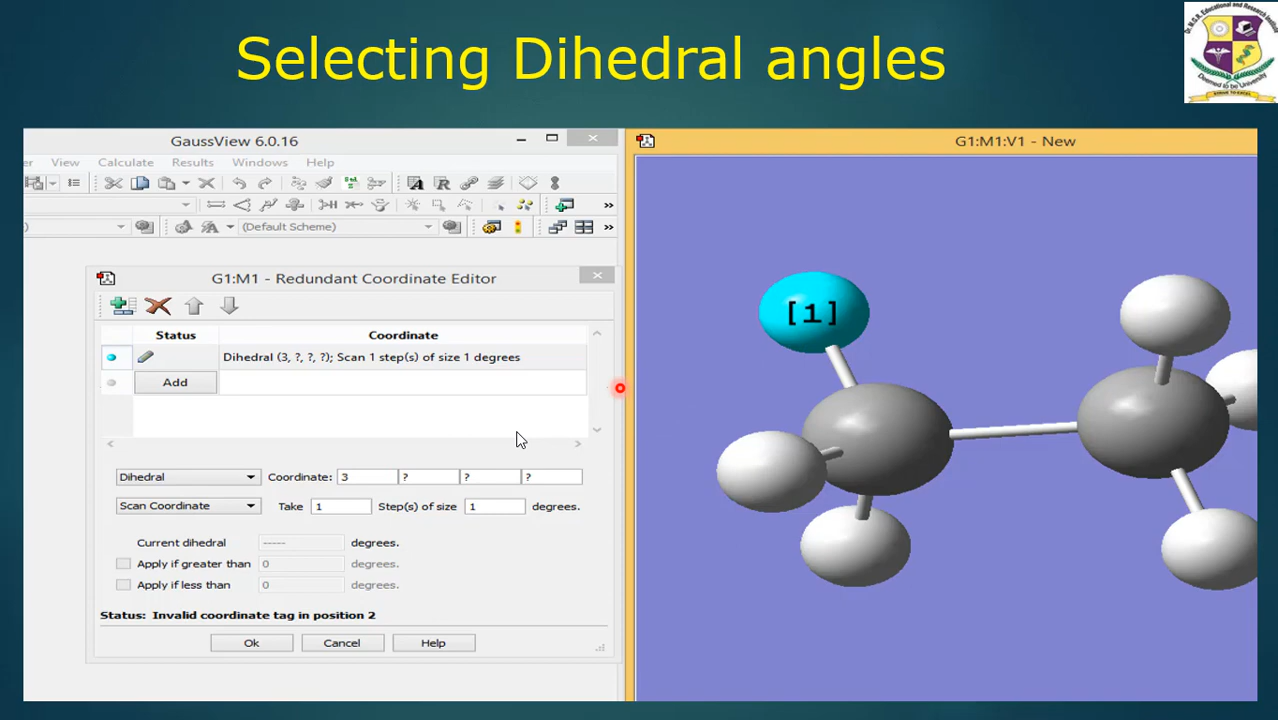 Selecting Dihedral angles
GaussView 6.0.16
View Calculate Results Windows Help
(Default Scheme)
G1:M1 - Redundant Coordinate Editor
Status Coordinate
Dihedral (3, ?, ?, ?); Scan 1 step(s) of size 1 degrees
Add
Dihedral Coordinate: 3 ? ? ?
Scan Coordinate Take 1 Step(s) of size 1 degrees.
Current dihedral ----- degrees.
Apply if greater than 0 degrees.
Apply if less than 0 degrees.
Status: Invalid coordinate tag in position 2
Ok Cancel Help
G1:M1:V1 - New
[1]